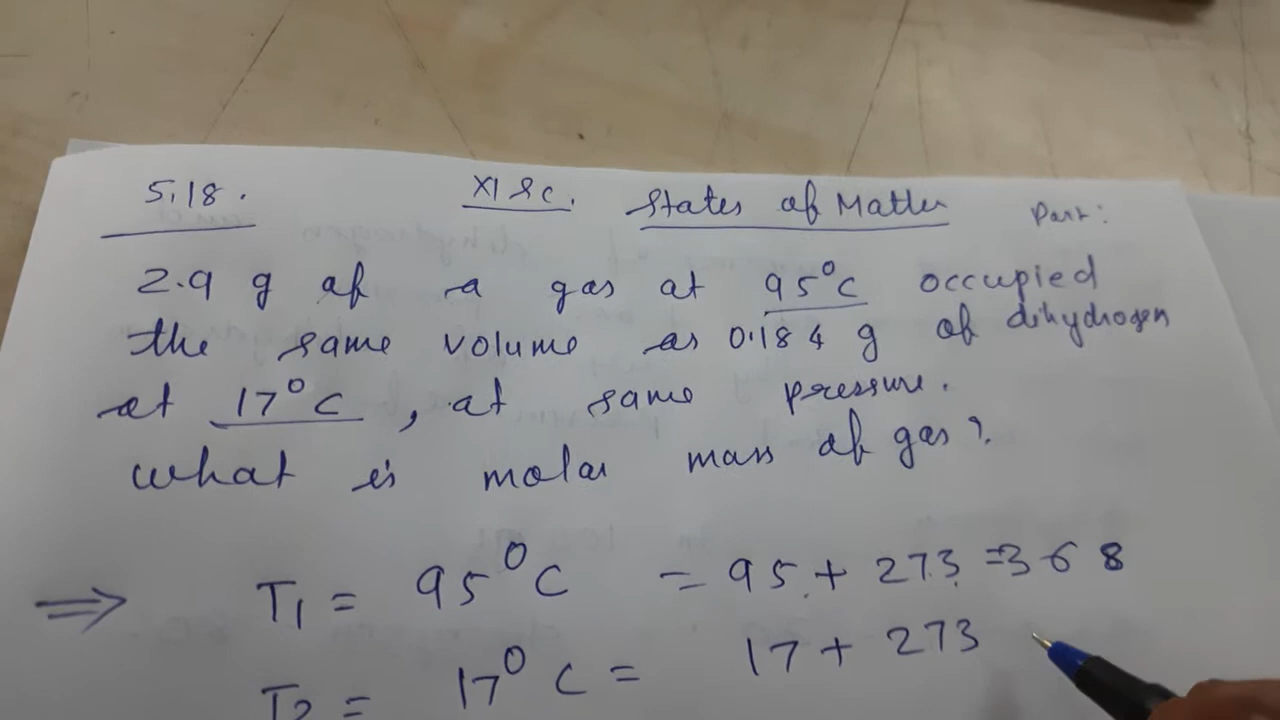 5.18. XI Sc. States of Matter Part:
2.9 g of a gas at 95°C occupied
the same volume as 0.184 g of dihydrogen
at 17°C, at same pressure.
what is molar mass of gas?
⇒ T1 = 95°C = 95 + 273 = 368
T2 = 17°C = 17 + 273